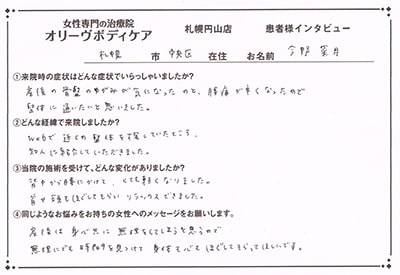 女性専門の治療院
オリーヴボディケア
札幌円山店
患者様インタビュー
札幌 市 中央区 在住 お名前 今野 菜月
①来院時の症状はどんな症状でいらっしゃいましたか?
産後の骨盤のゆがみが気になったのと、腰痛が辛くなったので
整体に通いたいと思いました。
②どんな経緯で来院しましたか?
webで近くの整体を探していたところ、
知人に紹介していただきました。
③当院の施術を受けて、どんな変化がありましたか?
背中から腰にかけて、とても軽くなりました。
背中 頭もほぐしてもらい リラックスできました。
④同じようなお悩みをお持ちの女性へのメッセージをお願いします。
産後は 身心共に 無理をしてしまうと思うので
無理にでも 時間を見つけて 身体も心も ほぐしてもらってほしいです。